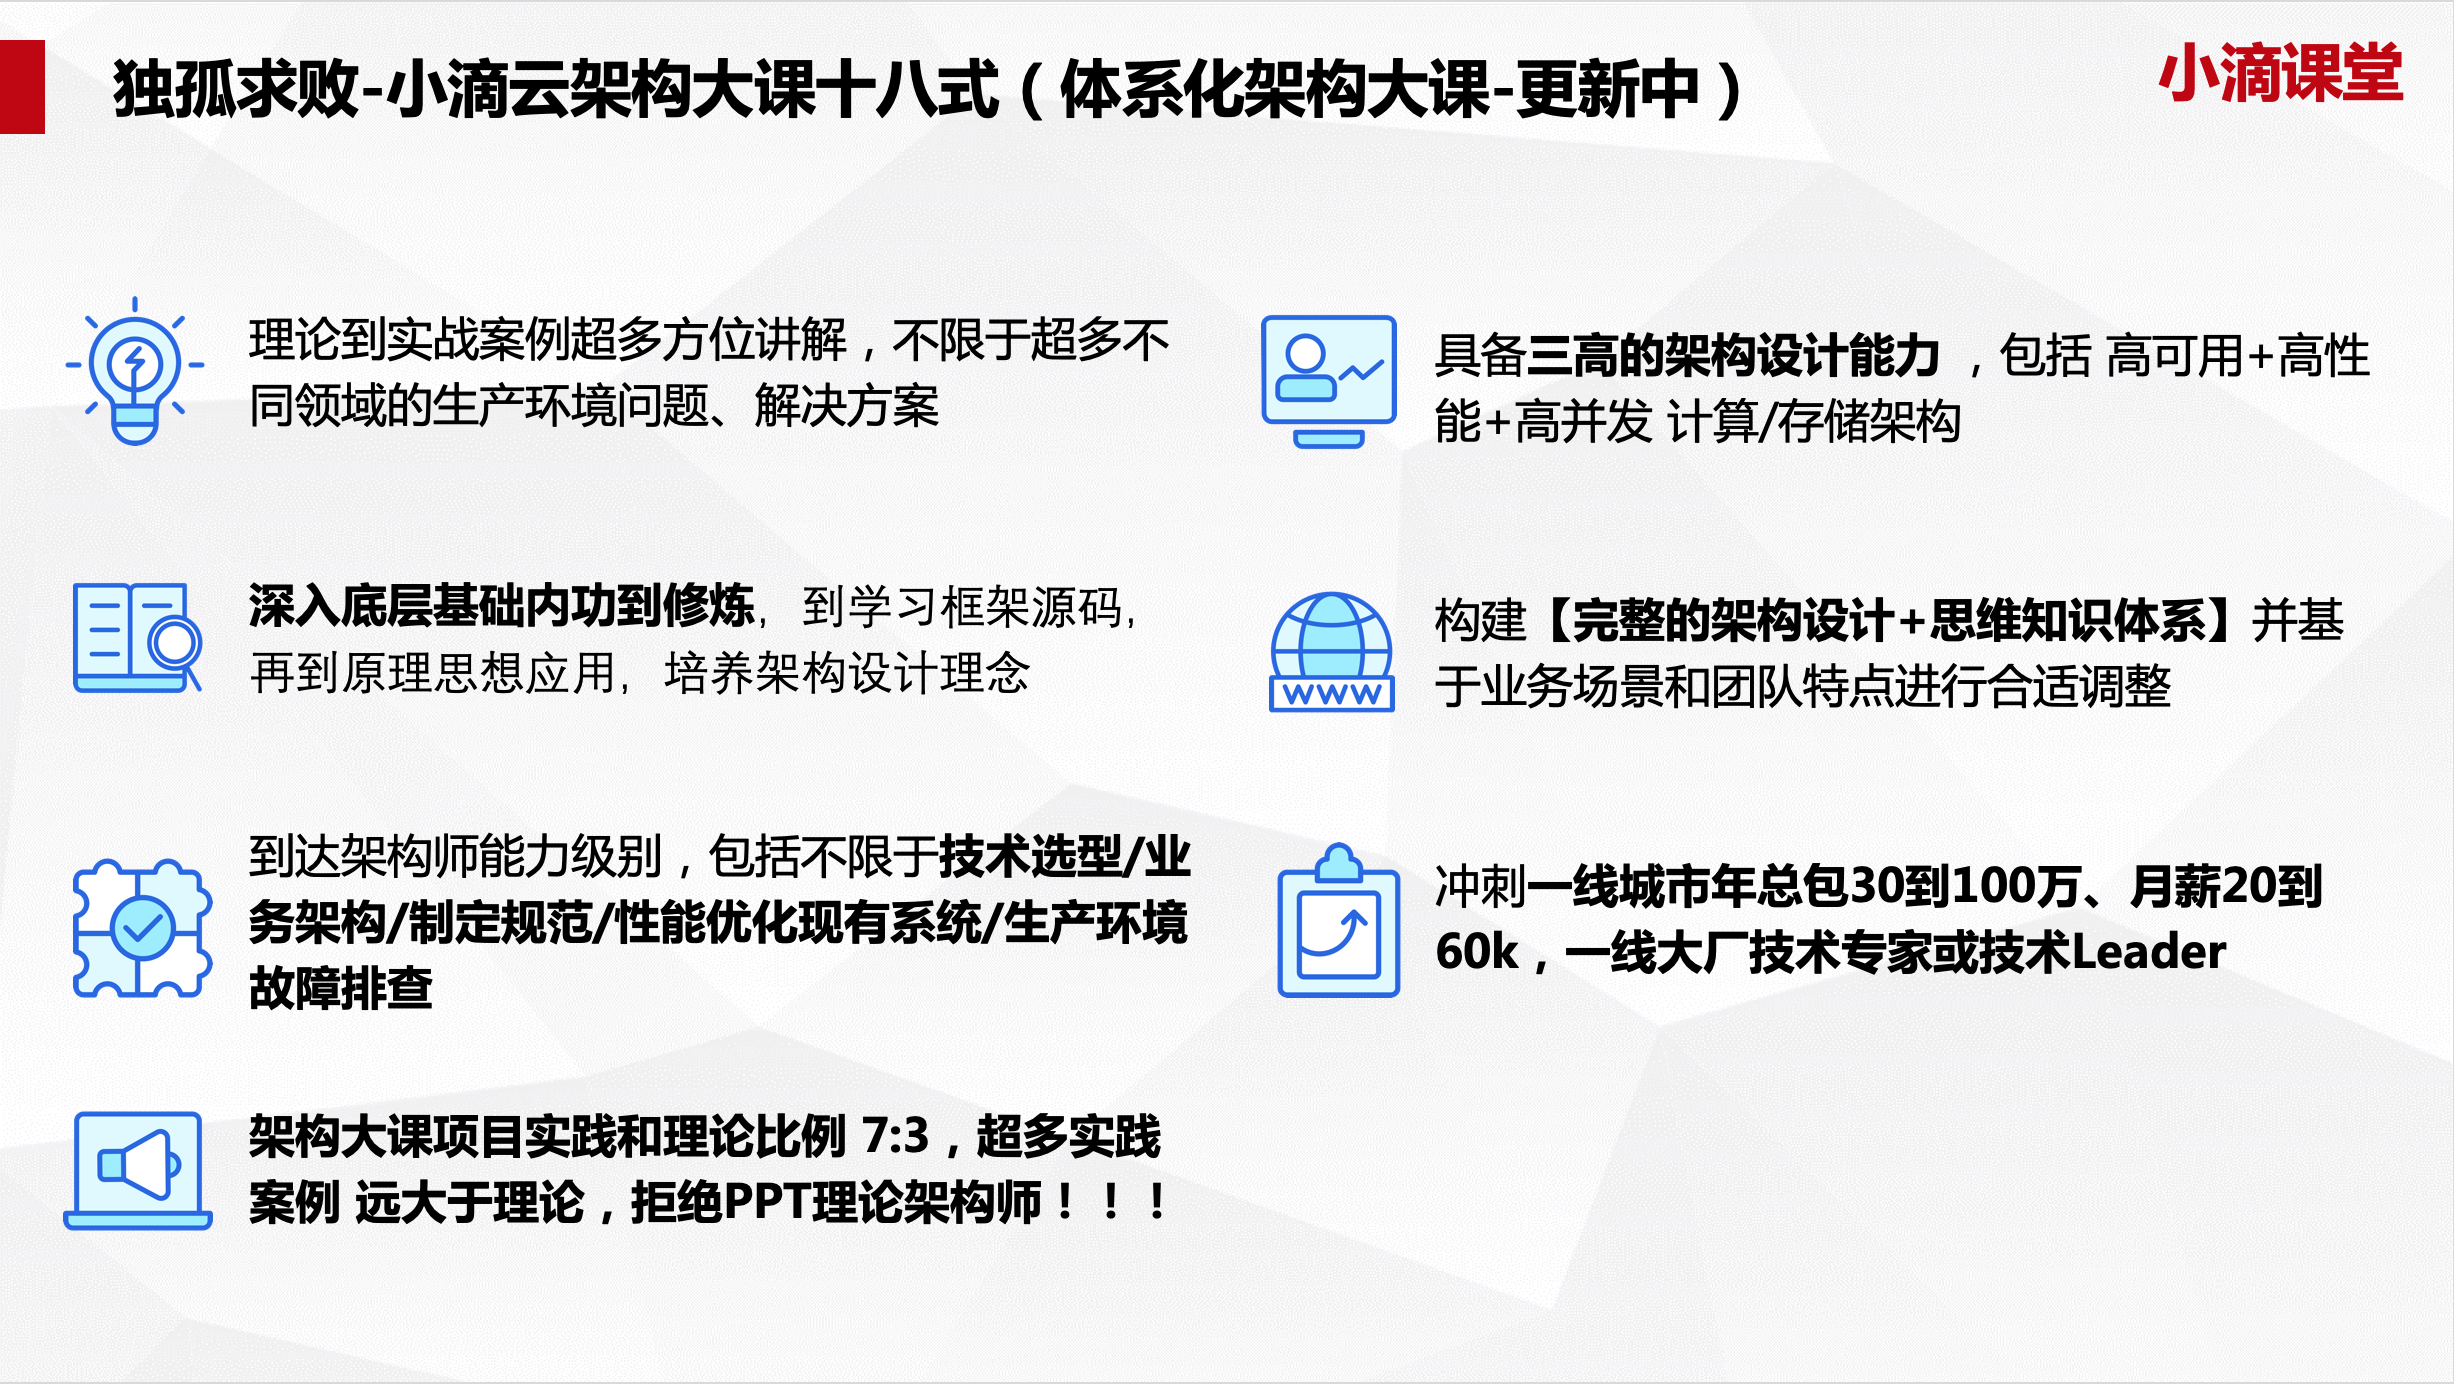 独孤求败-小滴云架构大课十八式（体系化架构大课-更新中）
小滴课堂
理论到实战案例超多方位讲解，不限于超多不
同领域的生产环境问题、解决方案
深入底层基础内功到修炼，到学习框架源码，
再到原理思想应用，培养架构设计理念
到达架构师能力级别，包括不限于技术选型/业
务架构/制定规范/性能优化现有系统/生产环境
故障排查
架构大课项目实践和理论比例 7:3，超多实践
案例 远大于理论，拒绝PPT理论架构师！！！
具备三高的架构设计能力 ，包括 高可用+高性
能+高并发 计算/存储架构
WWW
构建【完整的架构设计+思维知识体系】并基
于业务场景和团队特点进行合适调整
冲刺一线城市年总包30到100万、月薪20到
60k，一线大厂技术专家或技术Leader